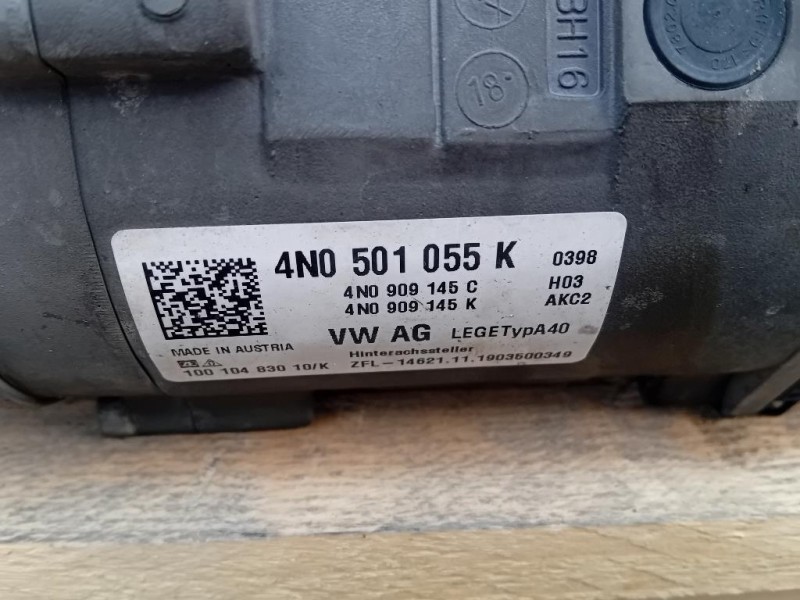 3H16
18
4N0 501 055 K 0398
4N0 909 145 C H03
4N0 909 145 K AKC2
VW AG LEGETypA40
MADE IN AUSTRIA Hinterachssteller
100 104 630 10/K ZFL-14621.11.1903500349